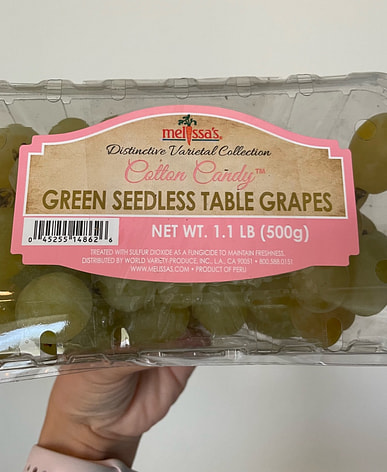 melissa's®
Distinctive Varietal Collection
Cotton Candy™
GREEN SEEDLESS TABLE GRAPES
0 45255 14862 6
NET WT. 1.1 LB (500g)
TREATED WITH SULFUR DIOXIDE AS A FUNGICIDE TO MAINTAIN FRESHNESS.
DISTRIBUTED BY WORLD VARIETY PRODUCE, INC., L.A., CA 90051 • 800.588.0151
WWW.MELISSAS.COM • PRODUCT OF PERU